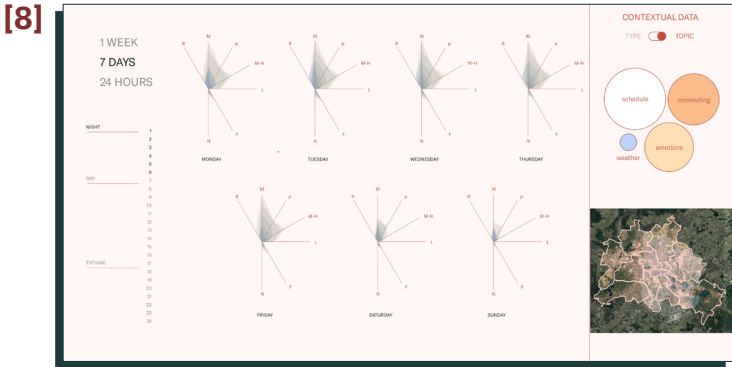 [8]
1 WEEK
7 DAYS
24 HOURS
NIGHT
1
2
3
4
5
6
DAY
7
8
9
10
11
12
13
14
15
16
EVENING
17
18
19
20
21
22
23
24
R
M
P
M-H
L
F
N
MONDAY
R
M
P
M-H
L
F
N
TUESDAY
R
M
P
M-H
L
F
N
WEDNESDAY
R
M
P
M-H
L
F
N
THURSDAY
R
M
P
M-H
L
F
N
FRIDAY
R
M
P
M-H
L
F
N
SATURDAY
R
M
P
M-H
L
F
N
SUNDAY
CONTEXTUAL DATA
TYPE TOPIC
schedule
commuting
emotions
weather